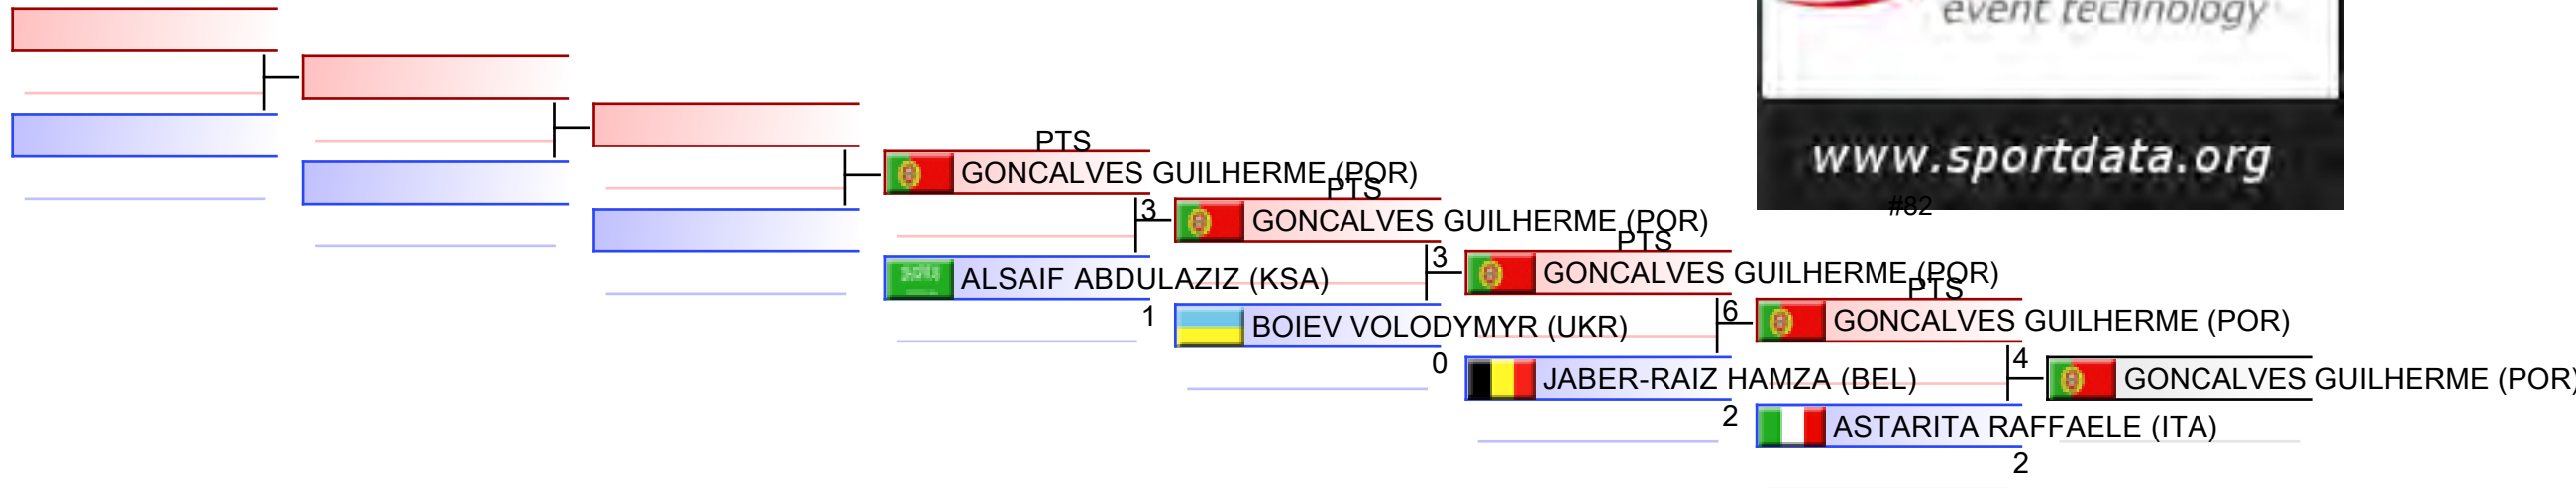 event technology
www.sportdata.org
#82
PTS
GONCALVES GUILHERME (POR)
3
ALSAIF ABDULAZIZ (KSA)
1
PTS
GONCALVES GUILHERME (POR)
3
BOIEV VOLODYMYR (UKR)
0
PTS
GONCALVES GUILHERME (POR)
6
JABER-RAIZ HAMZA (BEL)
2
PTS
GONCALVES GUILHERME (POR)
4
ASTARITA RAFFAELE (ITA)
2
GONCALVES GUILHERME (POR)